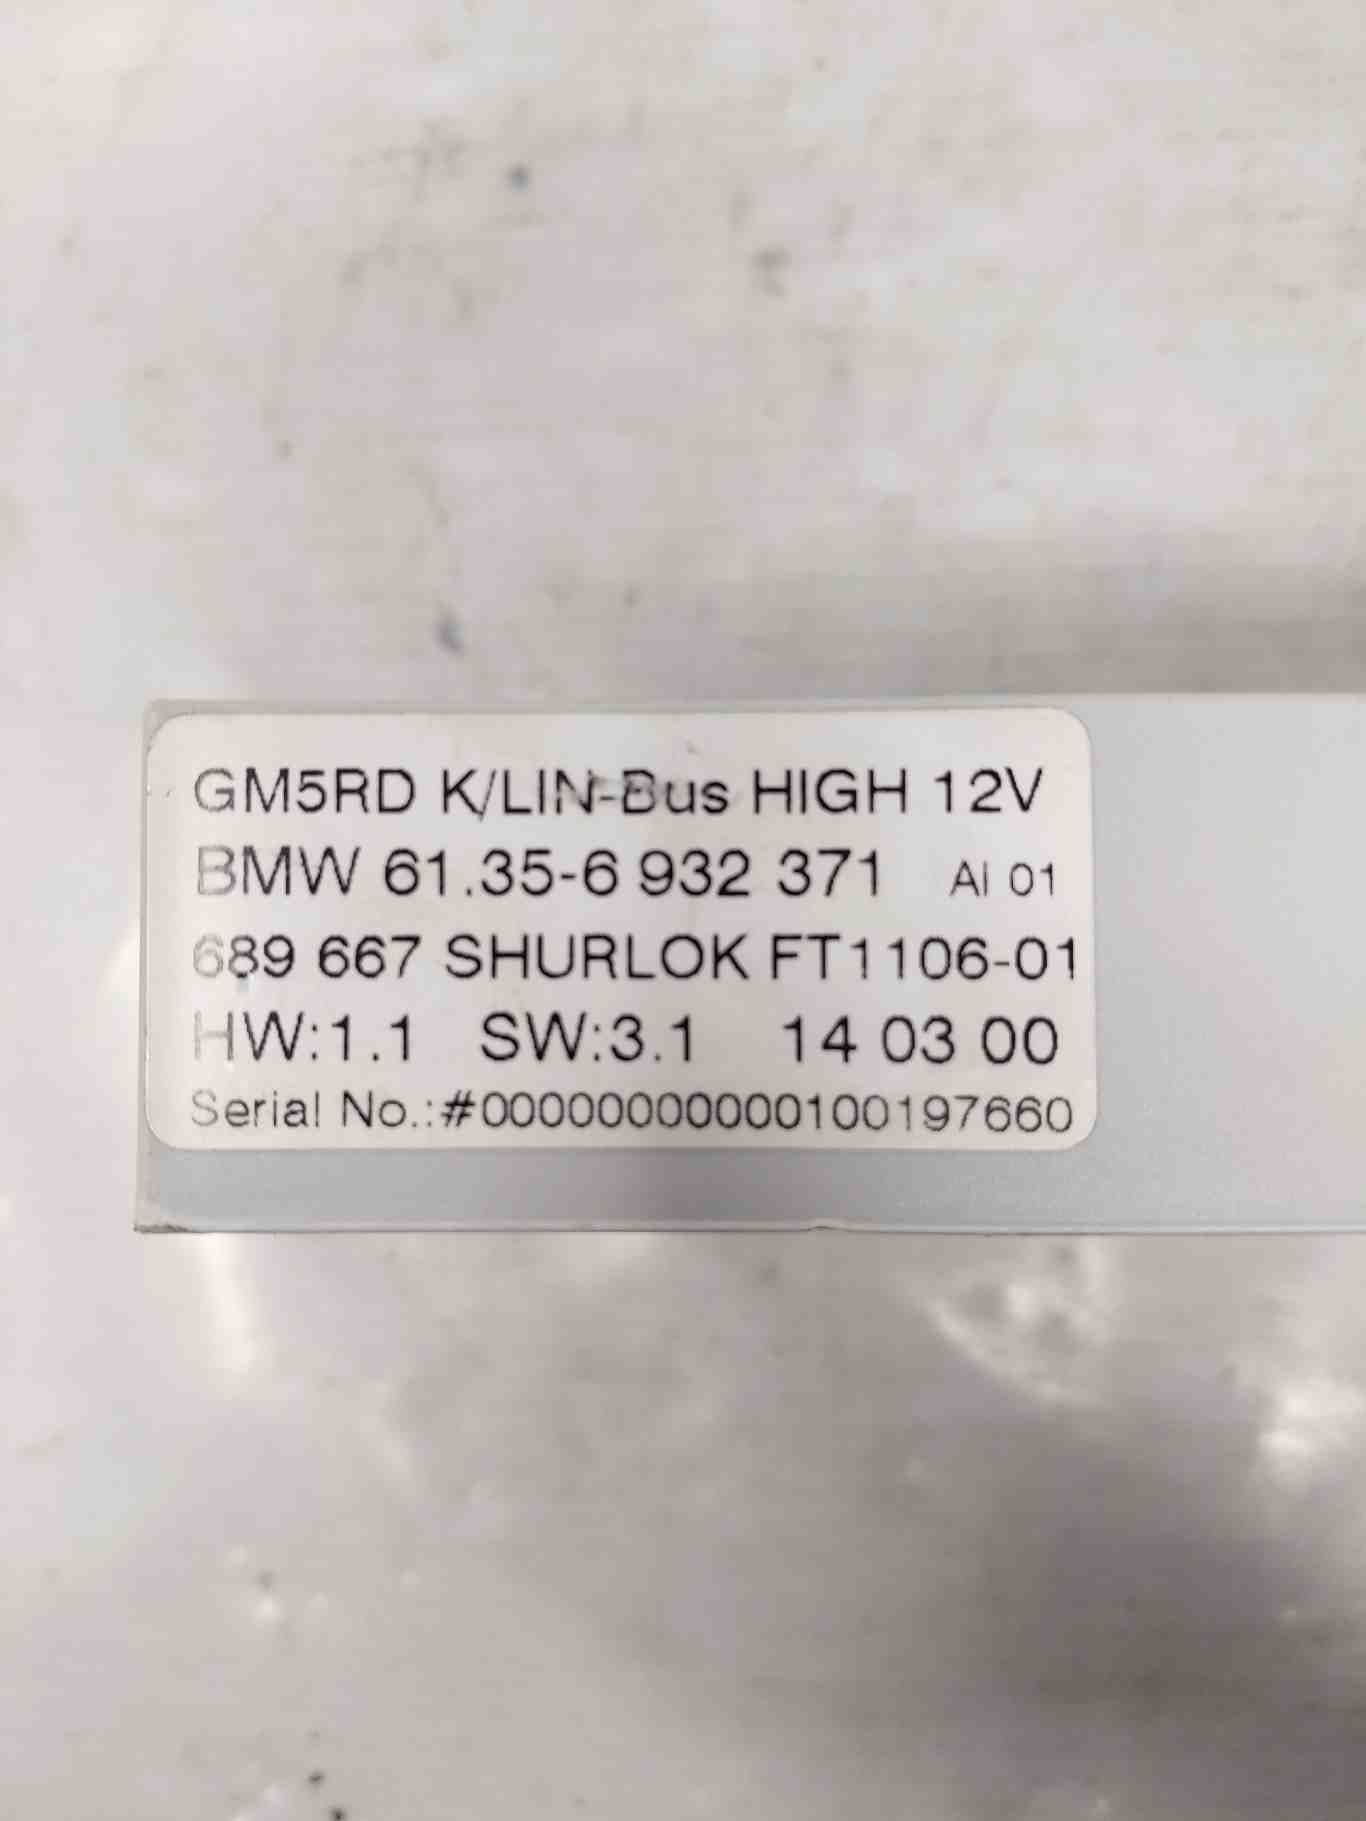 GM5RD K/LIN-Bus HIGH 12V
BMW 61.35-6 932 371 AI 01
689 667 SHURLOK FT1106-01
HW:1.1 SW:3.1 14 03 00
Serial No.:#00000000000100197660